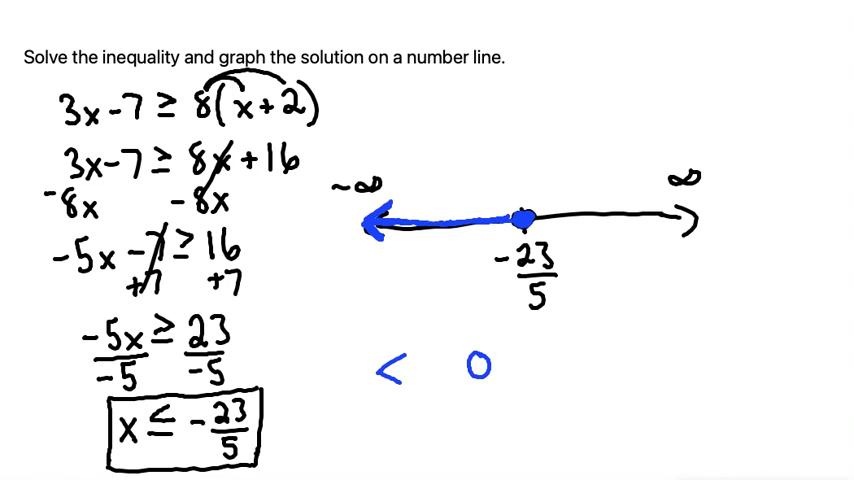 Solve the inequality and graph the solution on a number line.
3x - 7 ≥ 8(x + 2)
3x - 7 ≥ 8x + 16
-8x -8x
-5x - 7 ≥ 16
+7 +7
-5x ≥ 23
-5 -5
x ≤ - 23/5
-∞ ∞
- 23/5
< 0